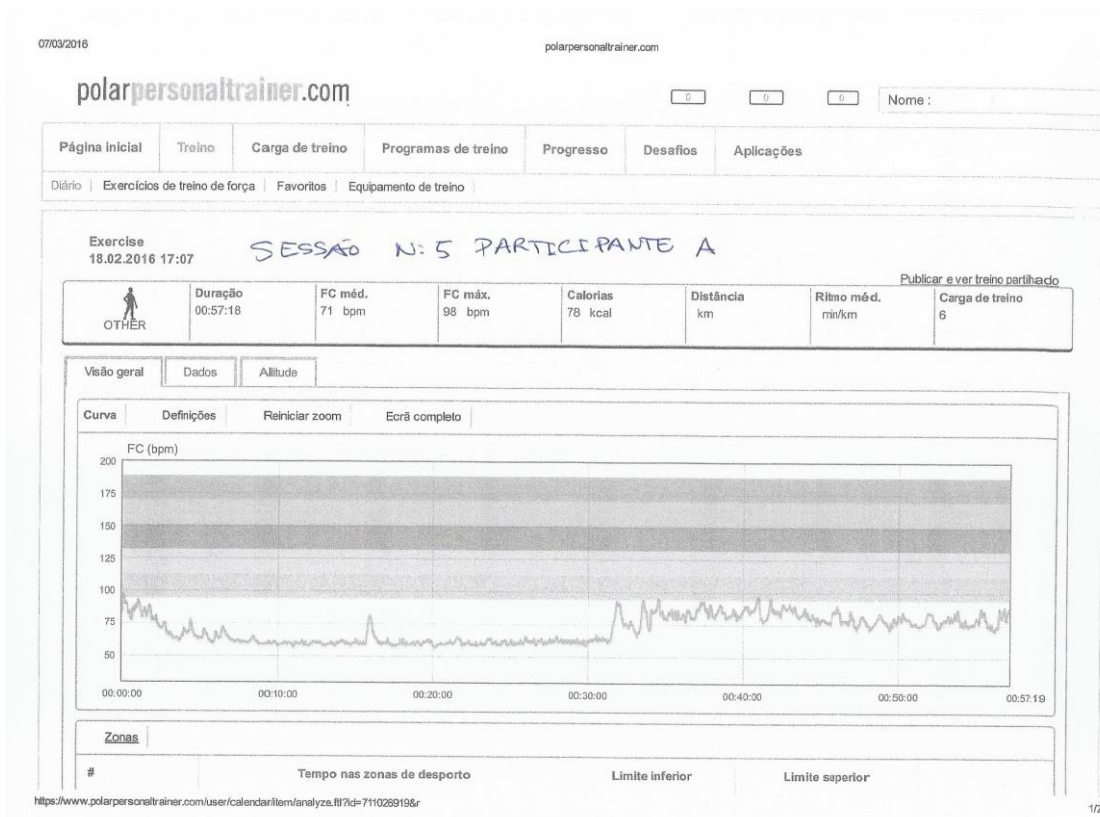 07/03/2016 polarpersonaltrainer.com
polarpersonaltrainer.com
0 0 0 Nome :
Página inicial Treino Carga de treino Programas de treino Progresso Desafios Aplicações
Diário Exercícios de treino de força Favoritos Equipamento de treino
Exercise
18.02.2016 17:07
SESSÃO N: 5 PARTICIPANTE A
Publicar e ver treino partilhado
OTHER
Duração FC méd. FC máx. Calorias Distância Ritmo méd. Carga de treino
00:57:18 71 bpm 98 bpm 78 kcal km min/km 6
Visão geral Dados Altitude
Curva Definições Reiniciar zoom Ecrã completo
FC (bpm)
200
175
150
125
100
75
50
00:00:00 00:10:00 00:20:00 00:30:00 00:40:00 00:50:00 00:57:19
Zonas
# Tempo nas zonas de desporto Limite inferior Limite superior
https://www.polarpersonaltrainer.com/user/calendar/item/analyze.ftl?id=711026919&r 1/2